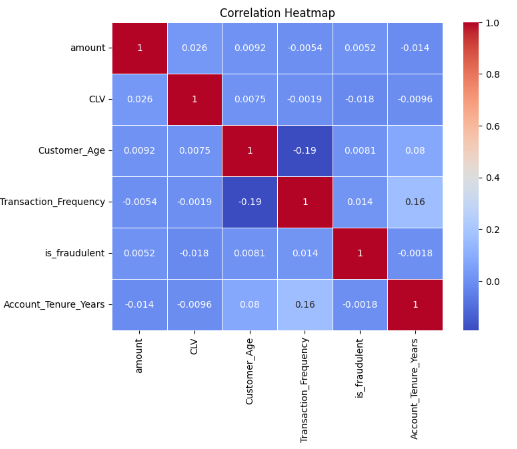 Correlation Heatmap
amount 1 0.026 0.0092 -0.0054 0.0052 -0.014
CLV 0.026 1 0.0075 -0.0019 -0.018 -0.0096
Customer_Age 0.0092 0.0075 1 -0.19 0.0081 0.08
Transaction_Frequency -0.0054 -0.0019 -0.19 1 0.014 0.16
is_fraudulent 0.0052 -0.018 0.0081 0.014 1 -0.0018
Account_Tenure_Years -0.014 -0.0096 0.08 0.16 -0.0018 1
amount
CLV
Customer_Age
Transaction_Frequency
is_fraudulent
Account_Tenure_Years
1.0
0.8
0.6
0.4
0.2
0.0